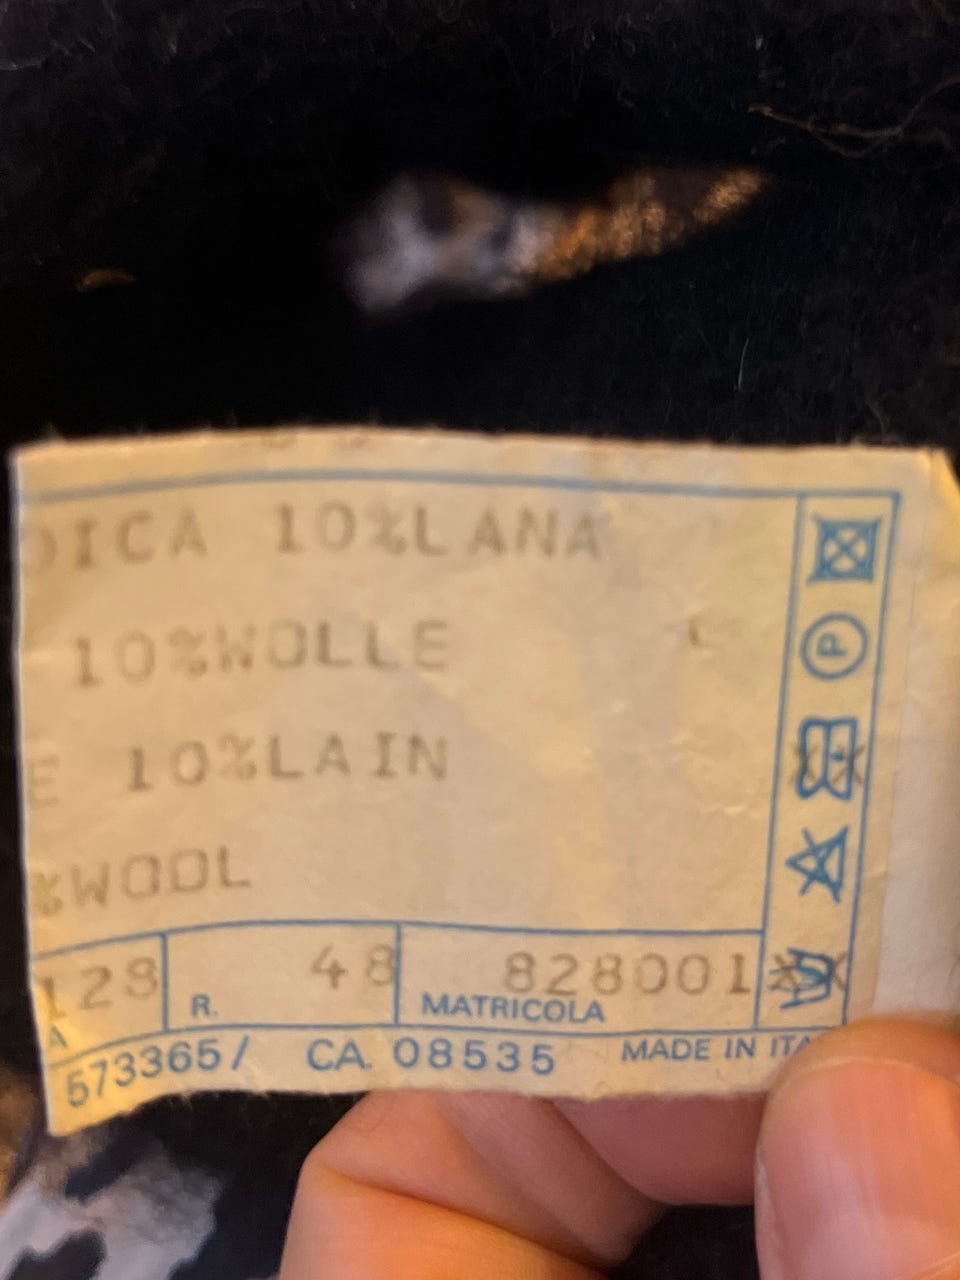 DICA 10%LANA
10%WOLLE
E 10%LAIN
%WOOL
128 R. 48 MATRICOLA 828001
A
573365/ CA. 08535 MADE IN ITA
P